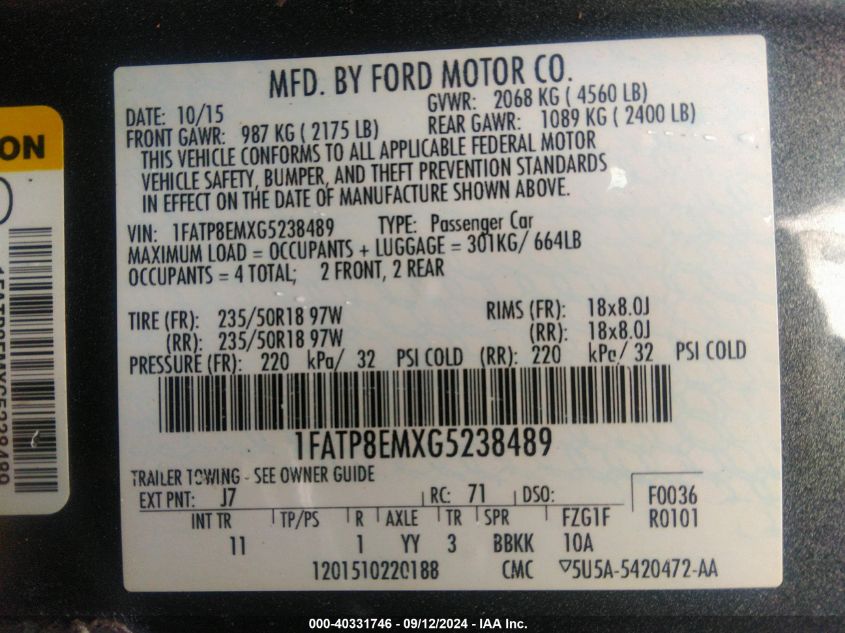 MFD. BY FORD MOTOR CO.
DATE: 10/15 GVWR: 2068 KG ( 4560 LB)
FRONT GAWR: 987 KG ( 2175 LB) REAR GAWR: 1089 KG ( 2400 LB)
THIS VEHICLE CONFORMS TO ALL APPLICABLE FEDERAL MOTOR
VEHICLE SAFETY, BUMPER, AND THEFT PREVENTION STANDARDS
IN EFFECT ON THE DATE OF MANUFACTURE SHOWN ABOVE.
VIN: 1FATP8EMXG5238489 TYPE: Passenger Car
MAXIMUM LOAD = OCCUPANTS + LUGGAGE = 301KG/ 664LB
OCCUPANTS = 4 TOTAL; 2 FRONT, 2 REAR
TIRE (FR): 235/50R18 97W RIMS (FR): 18x8.0J
(RR): 235/50R18 97W (RR): 18x8.0J
PRESSURE (FR): 220 kPa/ 32 PSI COLD (RR): 220 kPa/ 32 PSI COLD
1FATP8EMXG5238489
TRAILER TOWING - SEE OWNER GUIDE
EXT PNT: J7 RC: 71 DSO: F0036
INT TR TP/PS R AXLE TR SPR FZG1F R0101
11 1 YY 3 BBKK 10A
1201510220188 CMC ▽5U5A-5420472-AA
ON
1FATP8EMXG5238489
000-40331746 - 09/12/2024 - IAA Inc.